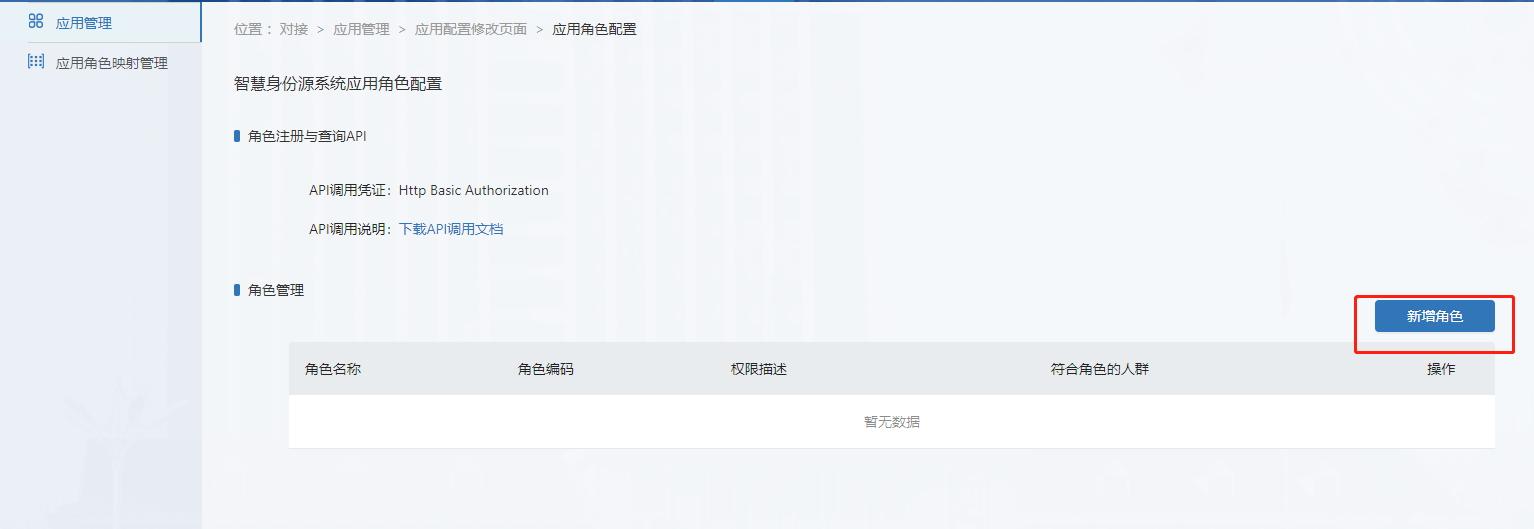 应用管理
应用角色映射管理
位置： 对接 > 应用管理 > 应用配置修改页面 > 应用角色配置
智慧身份源系统应用角色配置
角色注册与查询API
API调用凭证：Http Basic Authorization
API调用说明：下载API调用文档
角色管理
新增角色
角色名称 角色编码 权限描述 符合角色的人群 操作
暂无数据